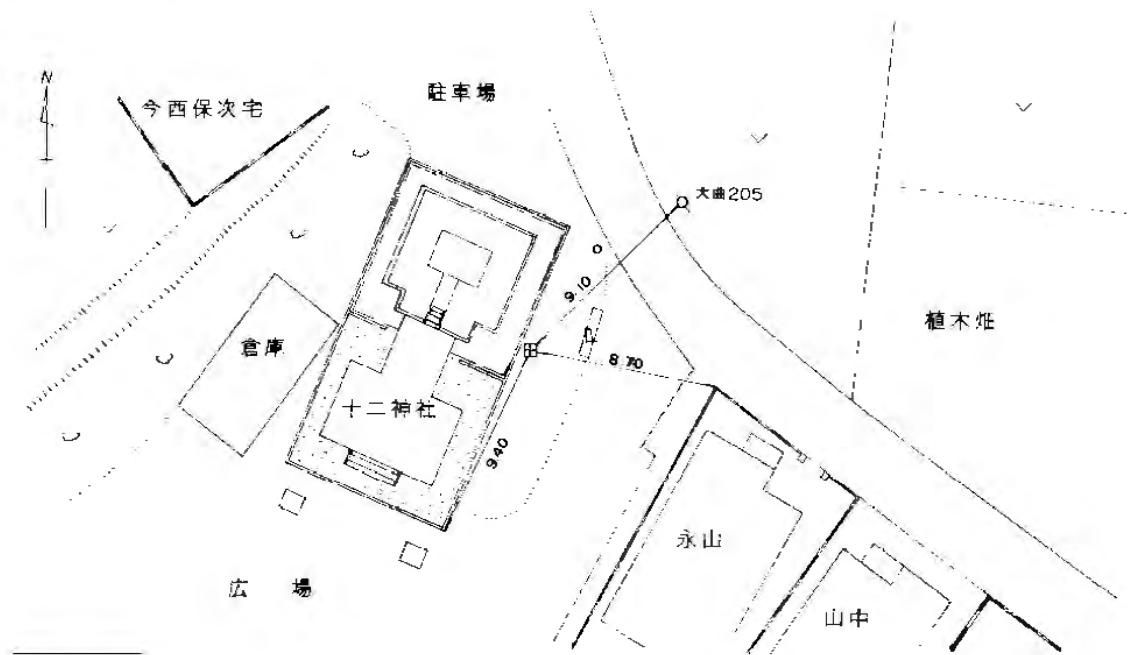 N
今西保次宅
駐車場
大曲205
9.10
植木畑
倉庫
8.70
十二神社
9.40
永山
広場
山中